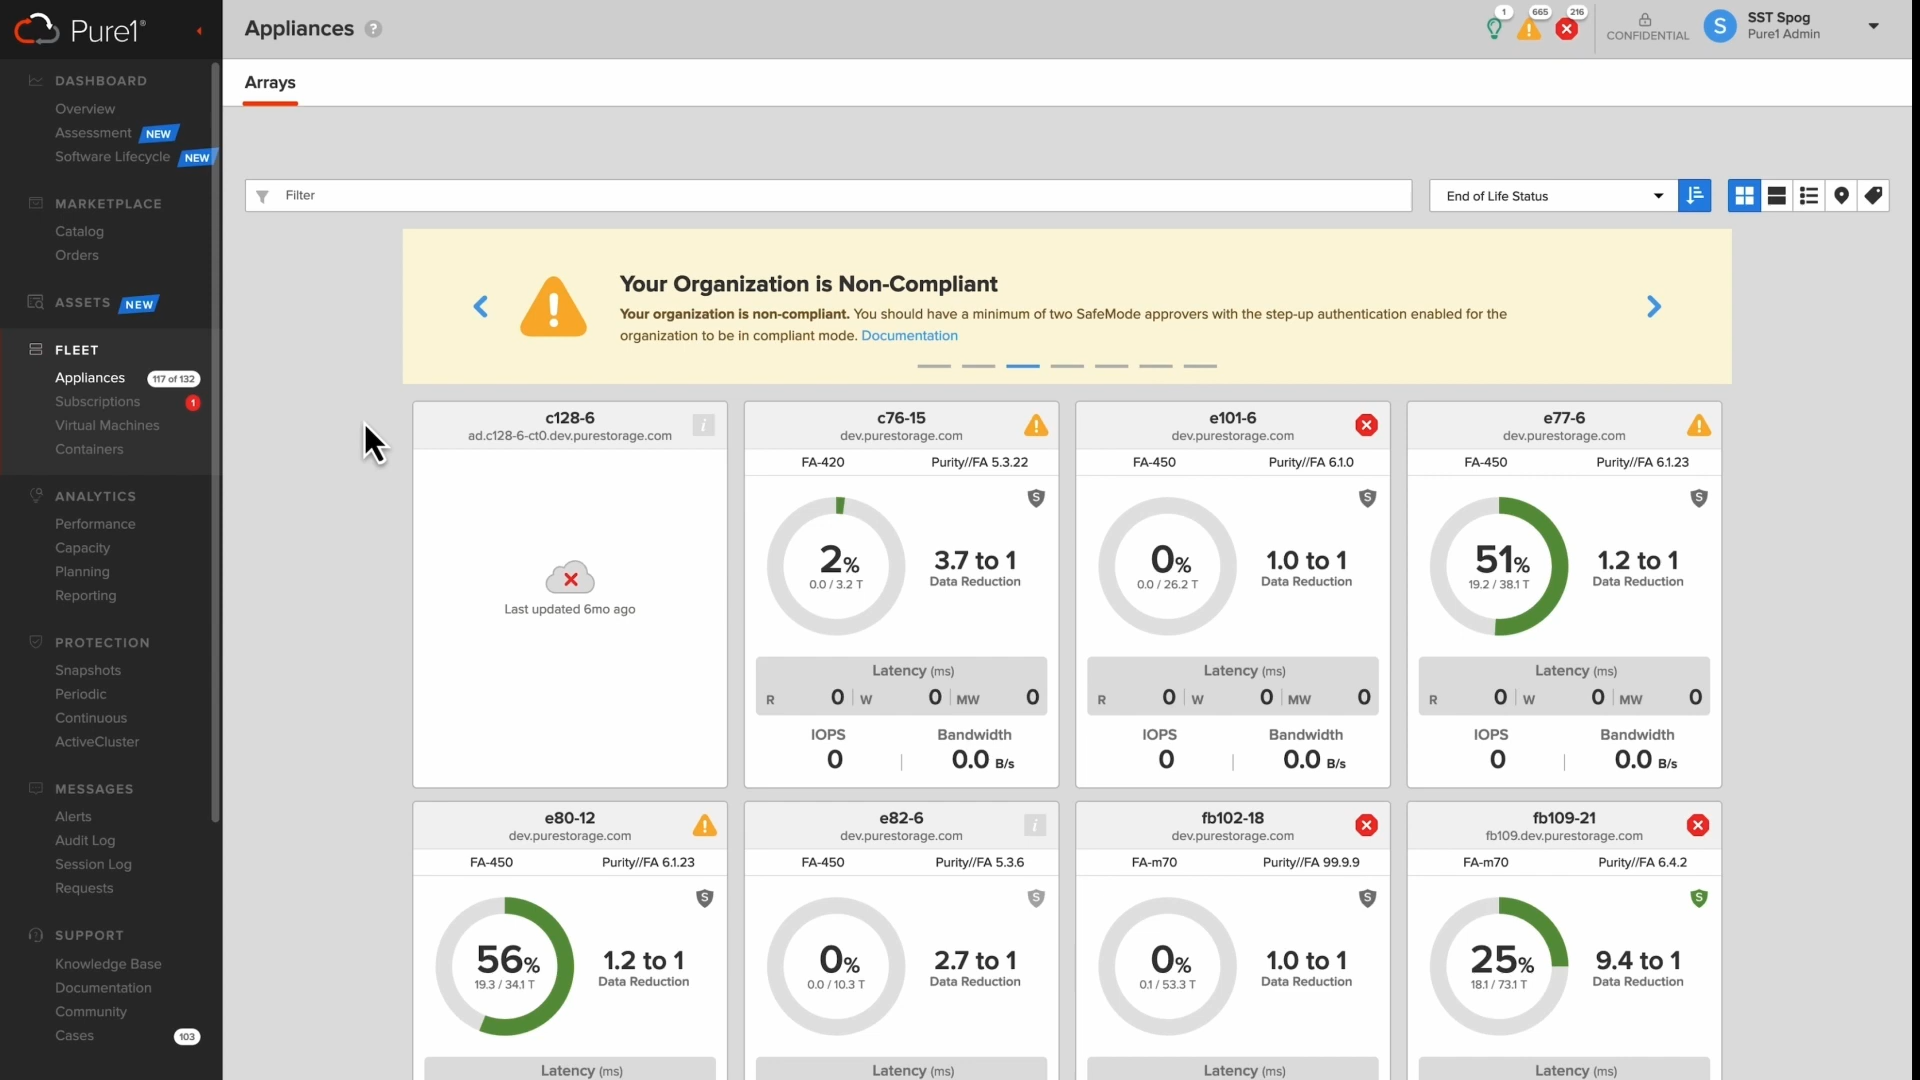 Pure1®
Appliances ?
1
665
216
CONFIDENTIAL
S
SST Spog
Pure1 Admin
DASHBOARD
Overview
Assessment NEW
Software Lifecycle NEW
MARKETPLACE
Catalog
Orders
ASSETS NEW
FLEET
Appliances 117 of 132
Subscriptions 1
Virtual Machines
Containers
ANALYTICS
Performance
Capacity
Planning
Reporting
PROTECTION
Snapshots
Periodic
Continuous
ActiveCluster
MESSAGES
Alerts
Audit Log
Session Log
Requests
SUPPORT
Knowledge Base
Documentation
Community
Cases 103
Arrays
Filter
End of Life Status
Your Organization is Non-Compliant
Your organization is non-compliant. You should have a minimum of two SafeMode approvers with the step-up authentication enabled for the
organization to be in compliant mode. Documentation
c128-6
ad.c128-6-ct0.dev.purestorage.com
i
Last updated 6mo ago
c76-15
dev.purestorage.com
FA-420 Purity//FA 5.3.22
S
2%
0.0 / 3.2 T
3.7 to 1
Data Reduction
Latency (ms)
R 0 W 0 MW 0
IOPS Bandwidth
0 0.0 B/s
e101-6
dev.purestorage.com
FA-450 Purity//FA 6.1.0
S
0%
0.0 / 26.2 T
1.0 to 1
Data Reduction
Latency (ms)
R 0 W 0 MW 0
IOPS Bandwidth
0 0.0 B/s
e77-6
dev.purestorage.com
FA-450 Purity//FA 6.1.23
S
51%
19.2 / 38.1 T
1.2 to 1
Data Reduction
Latency (ms)
R 0 W 0 MW 0
IOPS Bandwidth
0 0.0 B/s
e80-12
dev.purestorage.com
FA-450 Purity//FA 6.1.23
S
56%
19.3 / 34.1 T
1.2 to 1
Data Reduction
Latency (ms)
e82-6
dev.purestorage.com
i
FA-450 Purity//FA 5.3.6
S
0%
0.0 / 10.3 T
2.7 to 1
Data Reduction
Latency (ms)
fb102-18
dev.purestorage.com
FA-m70 Purity//FA 99.9.9
S
0%
0.1 / 53.3 T
1.0 to 1
Data Reduction
Latency (ms)
fb109-21
fb109.dev.purestorage.com
FA-m70 Purity//FA 6.4.2
S
25%
18.1 / 73.1 T
9.4 to 1
Data Reduction
Latency (ms)